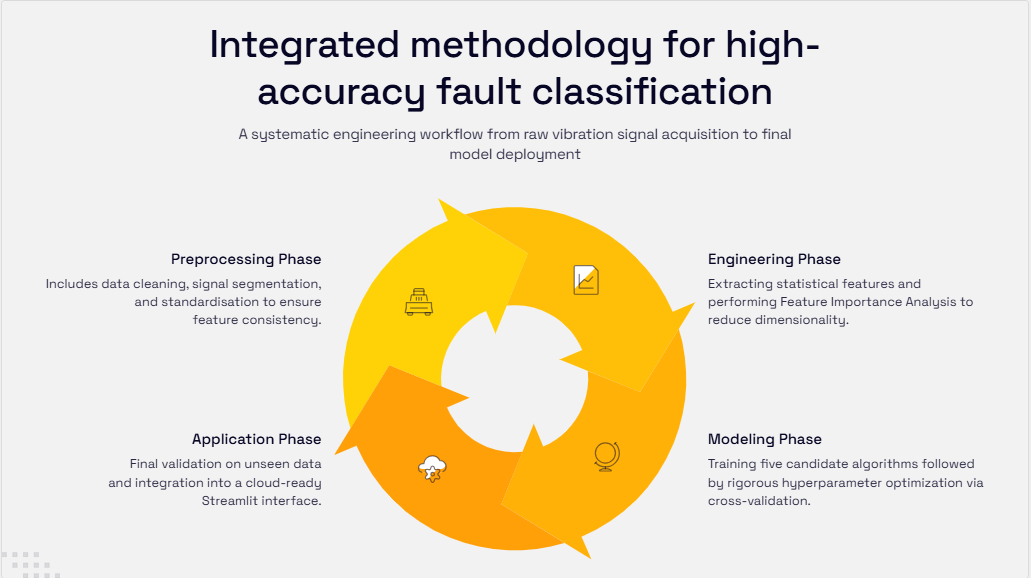 Integrated methodology for high-
accuracy fault classification
A systematic engineering workflow from raw vibration signal acquisition to final
model deployment
Preprocessing Phase
Includes data cleaning, signal segmentation,
and standardisation to ensure
feature consistency.
Engineering Phase
Extracting statistical features and
performing Feature Importance Analysis to
reduce dimensionality.
Application Phase
Final validation on unseen data
and integration into a cloud-ready
Streamlit interface.
Modeling Phase
Training five candidate algorithms followed
by rigorous hyperparameter optimization via
cross-validation.